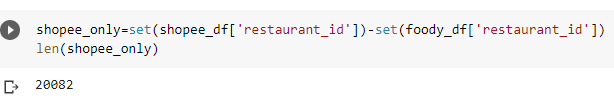 shopee_only=set(shopee_df['restaurant_id'])-set(foody_df['restaurant_id'])
len(shopee_only)
20082